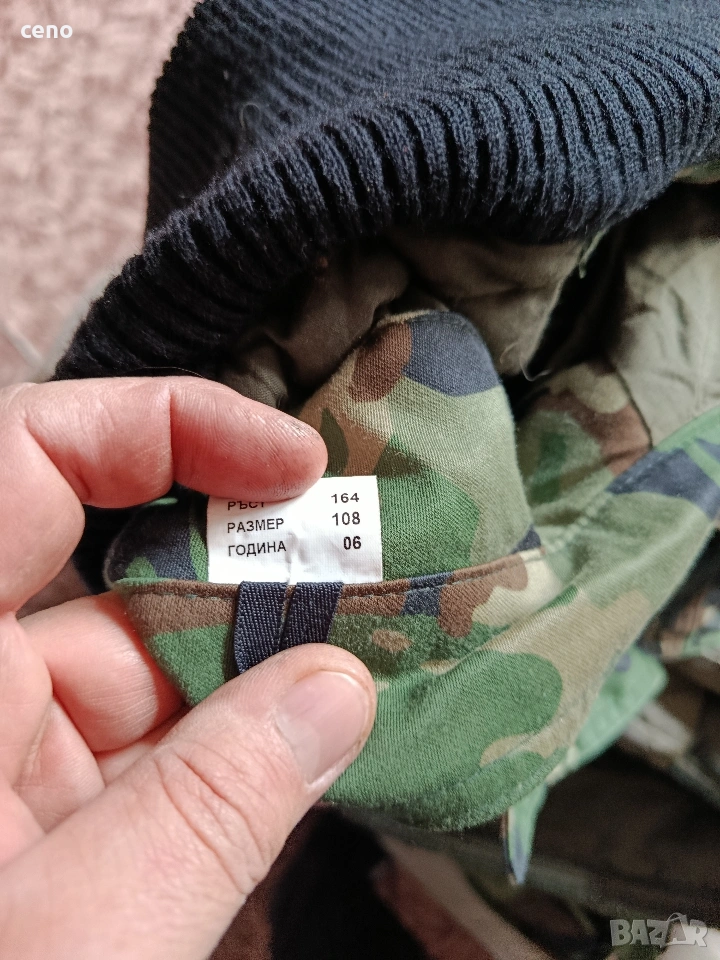 ceno
РЪСТ 164
РАЗМЕР 108
ГОДИНА 06
BAZAR